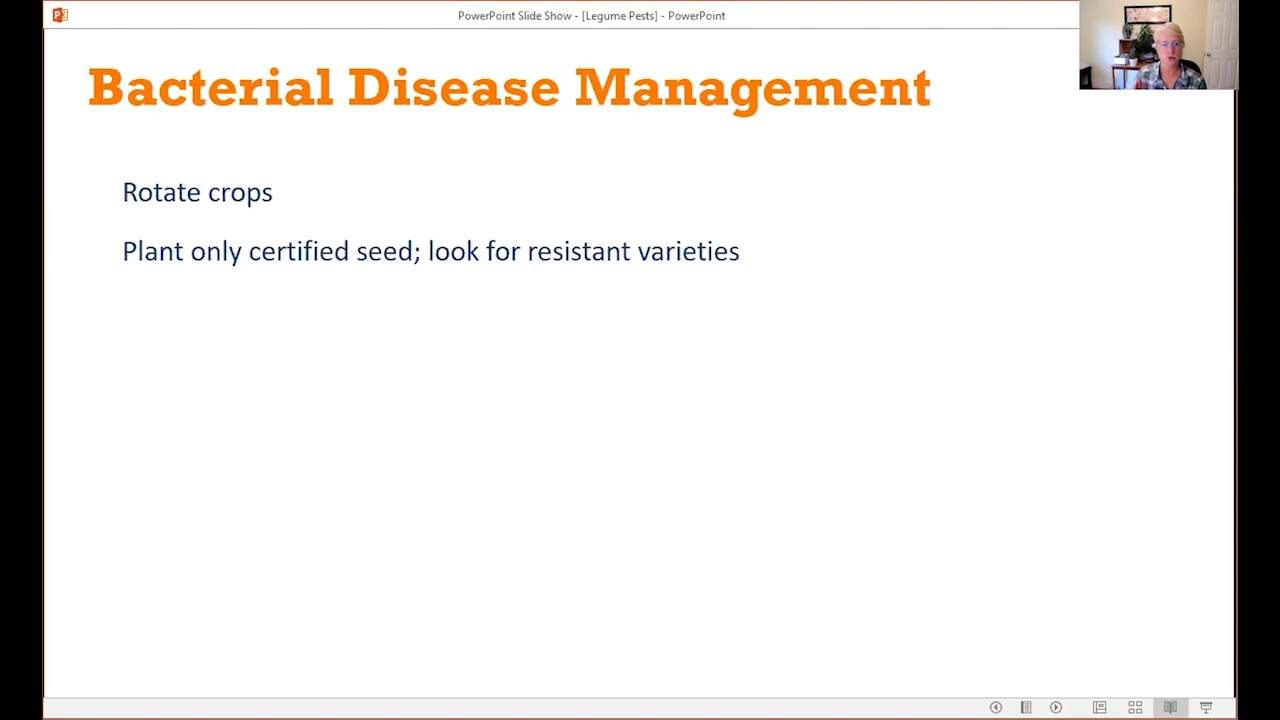 PowerPoint Slide Show - [Legume Pests] - PowerPoint
Bacterial Disease Management
Rotate crops
Plant only certified seed; look for resistant varieties